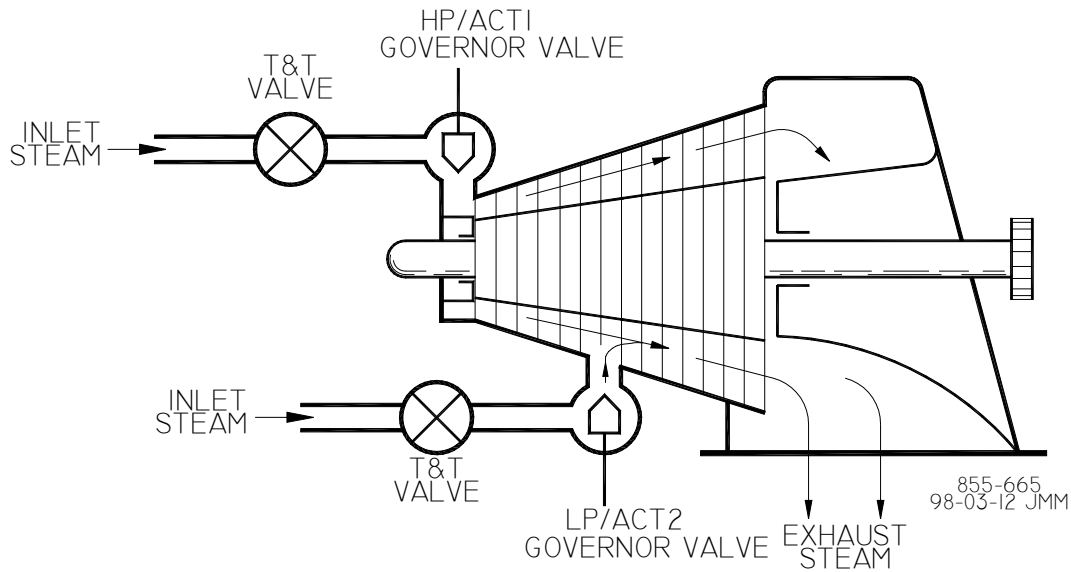 HP/ACT1
GOVERNOR VALVE
T&T
VALVE
INLET
STEAM
INLET
STEAM
T&T
VALVE
LP/ACT2
GOVERNOR VALVE
EXHAUST
STEAM
855-665
98-03-12 JMM